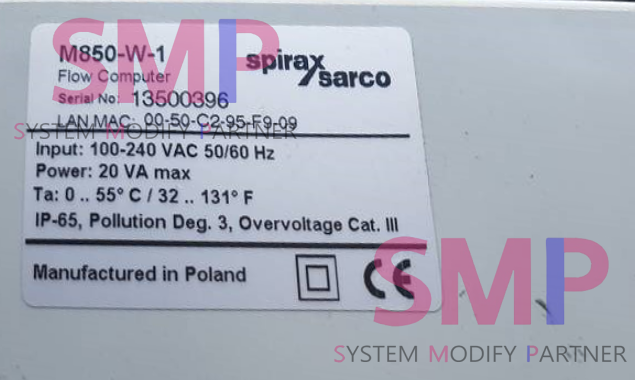 SMP
SYSTEM MODIFY PARTNER
M850-W-1
Flow Computer
spirax sarco
Serial No: 13500396
LAN MAC: 00-50-C2-95-F9-09
Input: 100-240 VAC 50/60 Hz
Power: 20 VA max
Ta: 0 .. 55° C / 32 .. 131° F
IP-65, Pollution Deg. 3, Overvoltage Cat. III
Manufactured in Poland
CE
SMP
SYSTEM MODIFY PARTNER